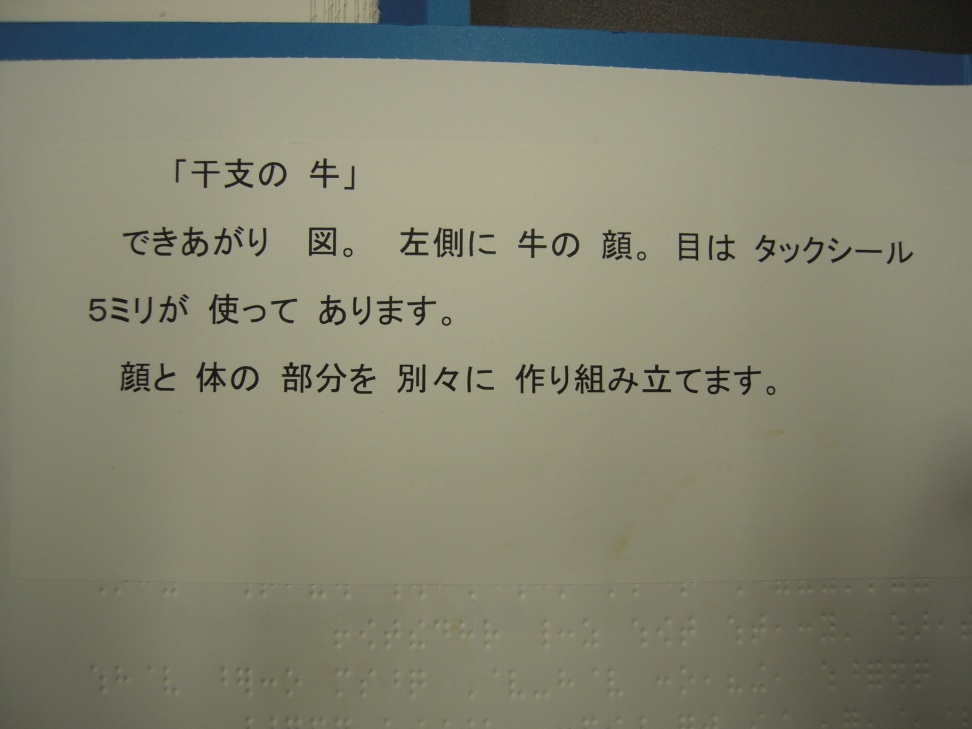 「干支の 牛」
できあがり 図。 左側に 牛の 顔。 目は タックシール
5ミリが 使って あります。
顔と 体の 部分を 別々に 作り組み立てます。